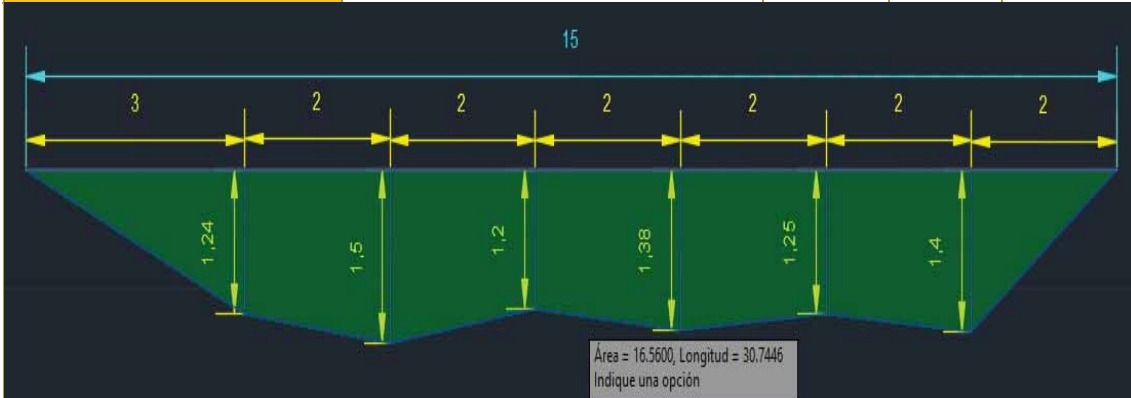 15
3 2 2 2 2 2 2
1,24 1,5 1,2 1,38 1,25 1,4
Área = 16.5600, Longitud = 30.7446
Indique una opción